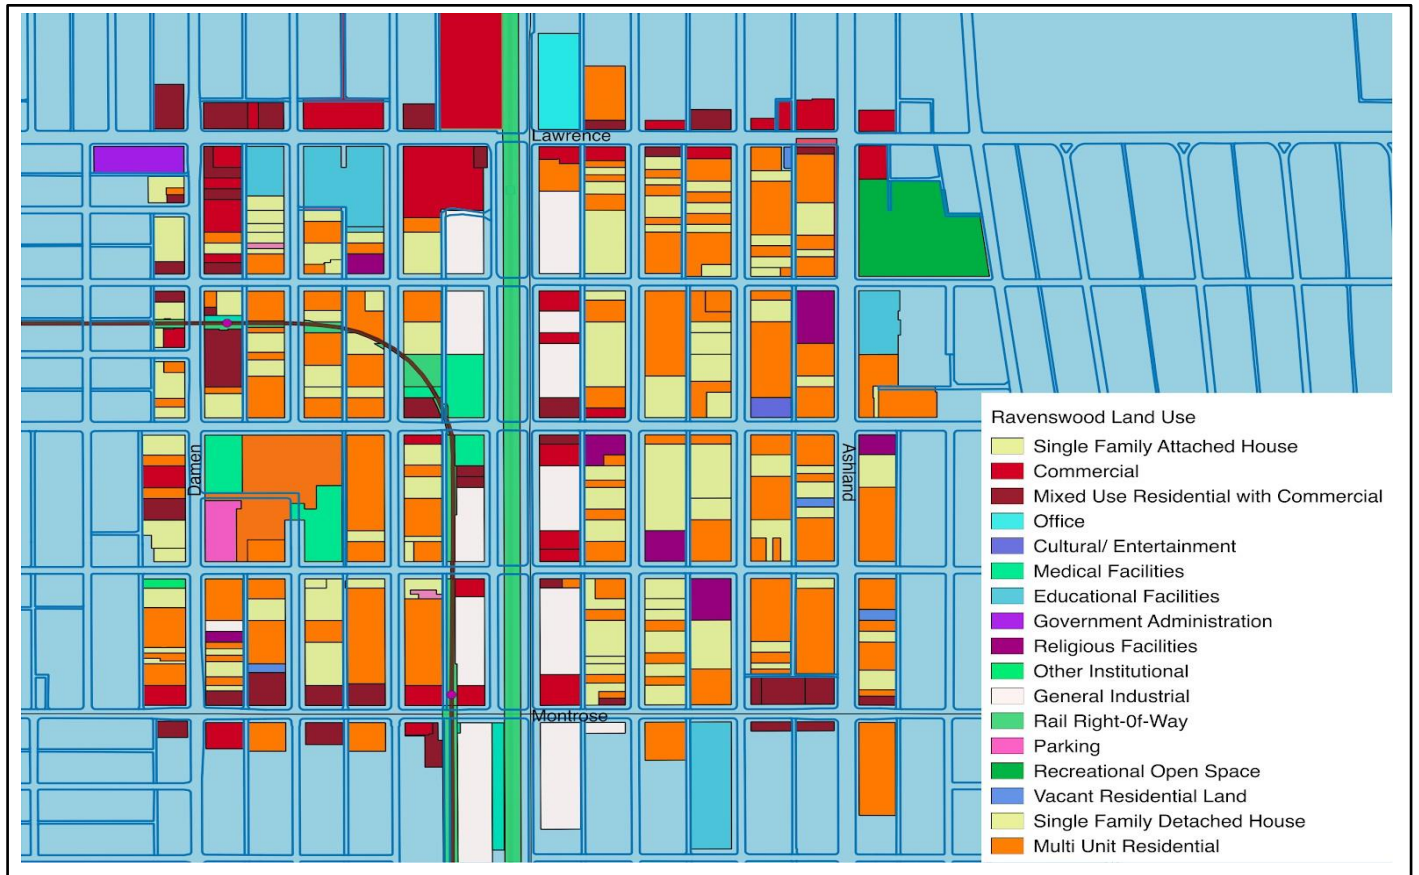 Lawrence
Damen
Ashland
Montrose
Ravenswood Land Use
Single Family Attached House
Commercial
Mixed Use Residential with Commercial
Office
Cultural/ Entertainment
Medical Facilities
Educational Facilities
Government Administration
Religious Facilities
Other Institutional
General Industrial
Rail Right-0f-Way
Parking
Recreational Open Space
Vacant Residential Land
Single Family Detached House
Multi Unit Residential